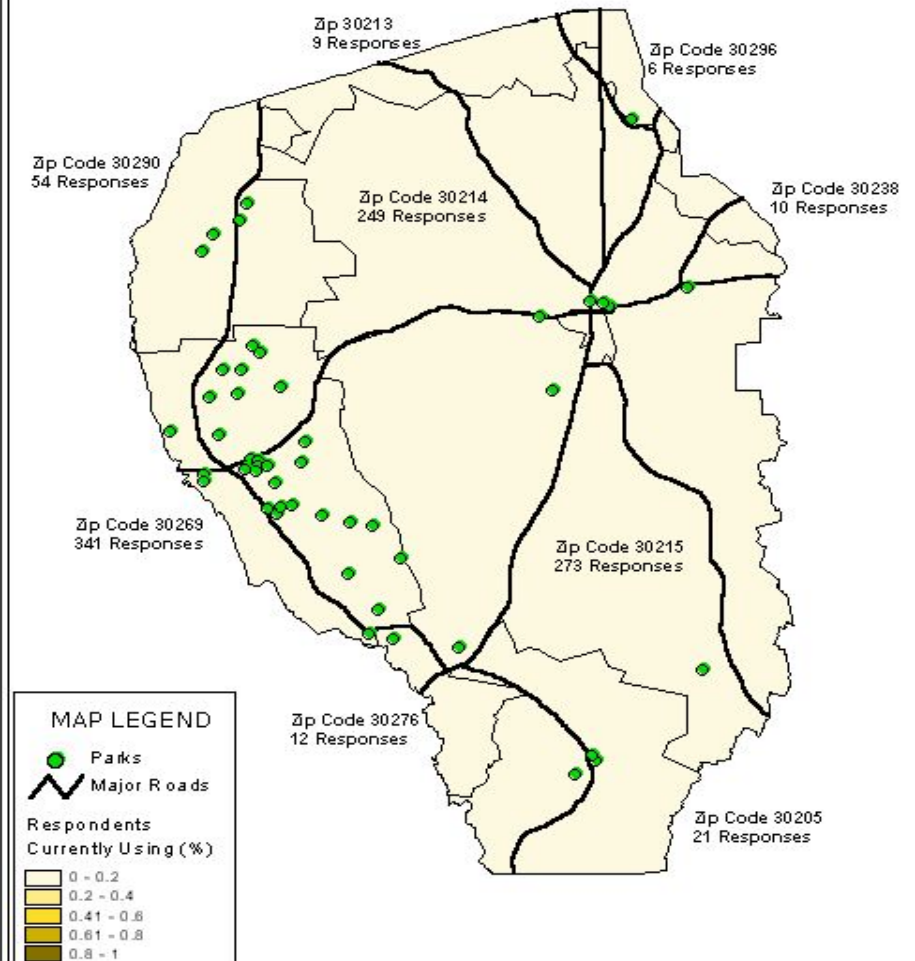 Zip 30213
9 Responses
Zip Code 30296
6 Responses
Zip Code 30290
54 Responses
Zip Code 30214
249 Responses
Zip Code 30238
10 Responses
Zip Code 30269
341 Responses
Zip Code 30215
273 Responses
Zip Code 30276
12 Responses
Zip Code 30205
21 Responses
MAP LEGEND
Parks
Major Roads
Respondents
Currently Using (%)
0 - 0.2
0.2 - 0.4
0.41 - 0.6
0.61 - 0.8
0.8 - 1